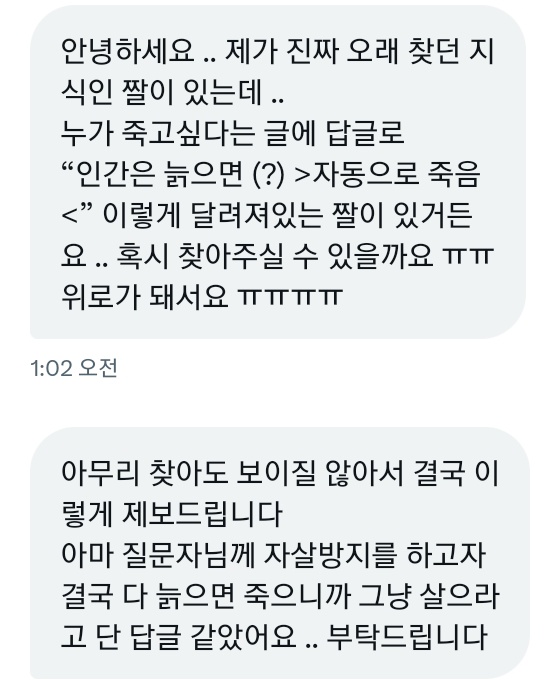 안녕하세요 .. 제가 진짜 오래 찾던 지
식인 짤이 있는데 ..
누가 죽고싶다는 글에 답글로
“인간은 늙으면 (?) >자동으로 죽음
<” 이렇게 달려져있는 짤이 있거든
요 .. 혹시 찾아주실 수 있을까요 ㅠㅠ
위로가 돼서요 ㅠㅠㅠㅠ
1:02 오전
아무리 찾아도 보이질 않아서 결국 이
렇게 제보드립니다
아마 질문자님께 자살방지를 하고자
결국 다 늙으면 죽으니까 그냥 살으라
고 단 답글 같았어요 .. 부탁드립니다